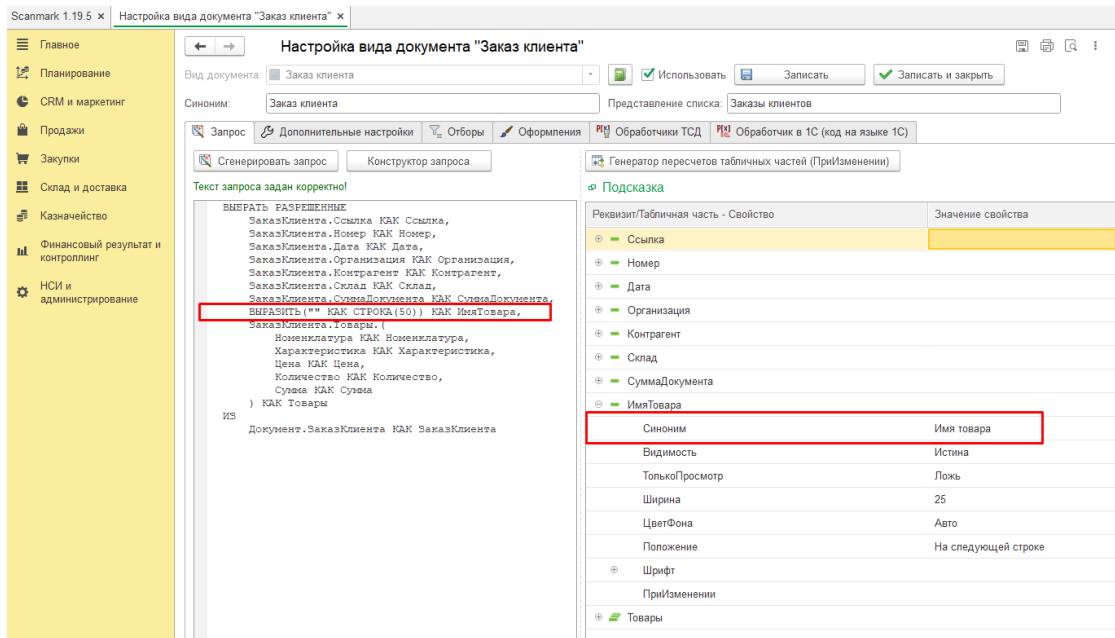 Scanmark 1.19.5 × Настройка вида документа "Заказ клиента" ×
Главное
Планирование
CRM и маркетинг
Продажи
Закупки
Склад и доставка
Казначейство
Финансовый результат и
контроллинг
НСИ и
администрирование
Настройка вида документа "Заказ клиента"
Вид документа: Заказ клиента Использовать Записать Записать и закрыть
Синоним: Заказ клиента Представление списка: Заказы клиентов
Запрос Дополнительные настройки Отборы Оформления Обработчики ТСД Обработчик в 1С (код на языке 1С)
Сгенерировать запрос Конструктор запроса Генератор пересчетов табличных частей (ПриИзменении)
Текст запроса задан корректно!
ВЫБРАТЬ РАЗРЕШЕННЫЕ
ЗаказКлиента.Ссылка КАК Ссылка,
ЗаказКлиента.Номер КАК Номер,
ЗаказКлиента.Дата КАК Дата,
ЗаказКлиента.Организация КАК Организация,
ЗаказКлиента.Контрагент КАК Контрагент,
ЗаказКлиента.Склад КАК Склад,
ЗаказКлиента.СуммаДокумента КАК СуммаДокумента,
ВЫРАЗИТЬ("" КАК СТРОКА(50)) КАК ИмяТовара,
ЗаказКлиента.Товары.(
Номенклатура КАК Номенклатура,
Характеристика КАК Характеристика,
Цена КАК Цена,
Количество КАК Количество,
Сумма КАК Сумма
) КАК Товары
ИЗ
Документ.ЗаказКлиента КАК ЗаказКлиента
Подсказка
Реквизит/Табличная часть - Свойство Значение свойства
Ссылка
Номер
Дата
Организация
Контрагент
Склад
СуммаДокумента
ИмяТовара
Синоним Имя товара
Видимость Истина
ТолькоПросмотр Ложь
Ширина 25
ЦветФона Авто
Положение На следующей строке
Шрифт
ПриИзменении
Товары